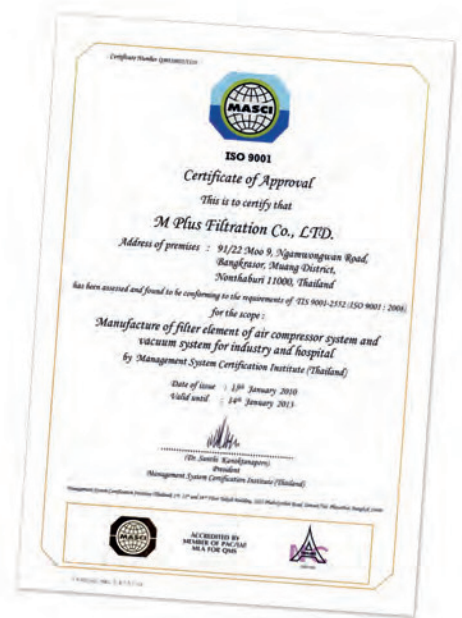 Certificate Number
MASCI
ISO 9001
Certificate of Approval
This is to certify that
M Plus Filtration Co., LTD.
Address of premises : 91/22 Moo 9, Ngamwongwan Road,
Bangkrasor, Muang District,
Nonthaburi 11000, Thailand
has been assessed and found to be conforming to the requirements of TIS 9001-2552 (ISO 9001 : 2008)
for the scope :
Manufacture of filter element of air compressor system and
vacuum system for industry and hospital
by Management System Certification Institute (Thailand)
Date of issue : 15th January 2010
Valid until : 14th January 2013
President
Management System Certification Institute (Thailand)
MASCI
ACCREDITED BY
MEMBER OF PAC/IAF
MLA FOR QMS